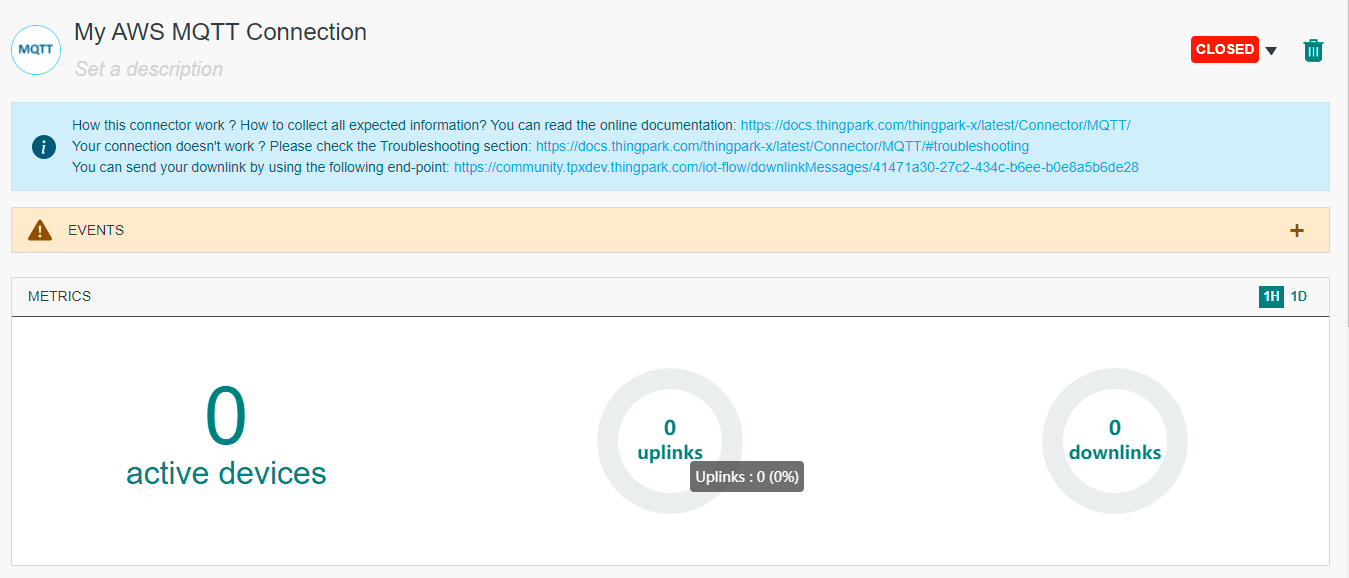 MQTT
My AWS MQTT Connection
Set a description
CLOSED
How this connector work ? How to collect all expected information? You can read the online documentation: https://docs.thingpark.com/thingpark-x/latest/Connector/MQTT/
Your connection doesn't work ? Please check the Troubleshooting section: https://docs.thingpark.com/thingpark-x/latest/Connector/MQTT/#troubleshooting
You can send your downlink by using the following end-point: https://community.tpxdev.thingpark.com/iot-flow/downlinkMessages/41471a30-27c2-434c-b6ee-b0e8a5b6de28
EVENTS
METRICS
1H 1D
0
active devices
0
uplinks
Uplinks : 0 (0%)
0
downlinks